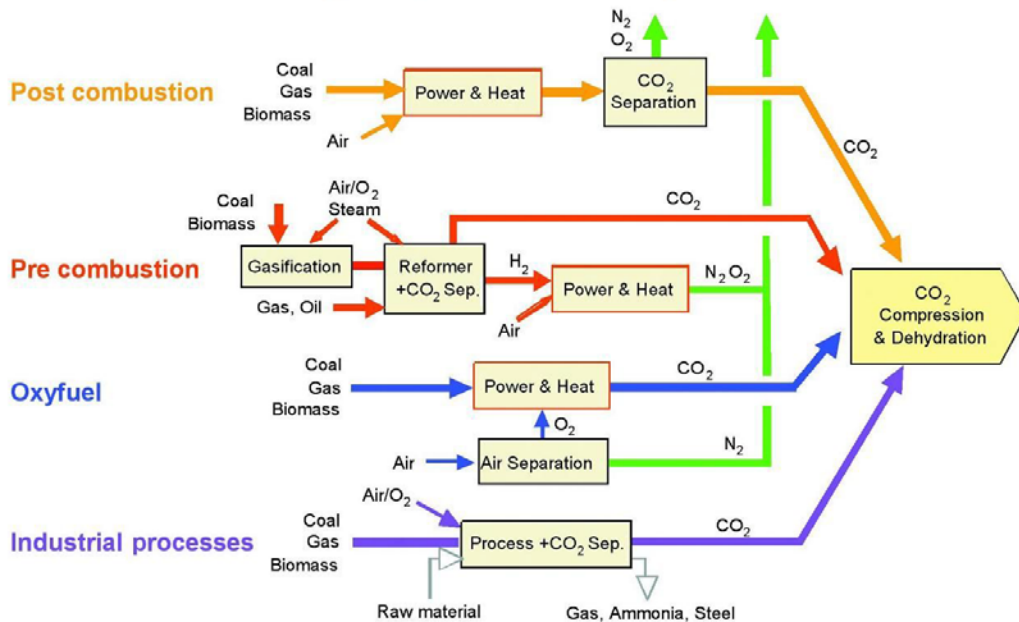 N₂
O₂
Post combustion
Coal
Gas
Biomass
Air
Power & Heat
CO₂
Separation
CO₂
Pre combustion
Coal
Biomass
Air/O₂
Steam
Gasification
Gas, Oil
Reformer
+CO₂ Sep.
H₂
Air
Power & Heat
CO₂
N₂O₂
CO₂
Compression
& Dehydration
Oxyfuel
Coal
Gas
Biomass
Power & Heat
CO₂
O₂
Air
Air Separation
N₂
Industrial processes
Air/O₂
Coal
Gas
Biomass
Process +CO₂ Sep.
CO₂
Raw material
Gas, Ammonia, Steel